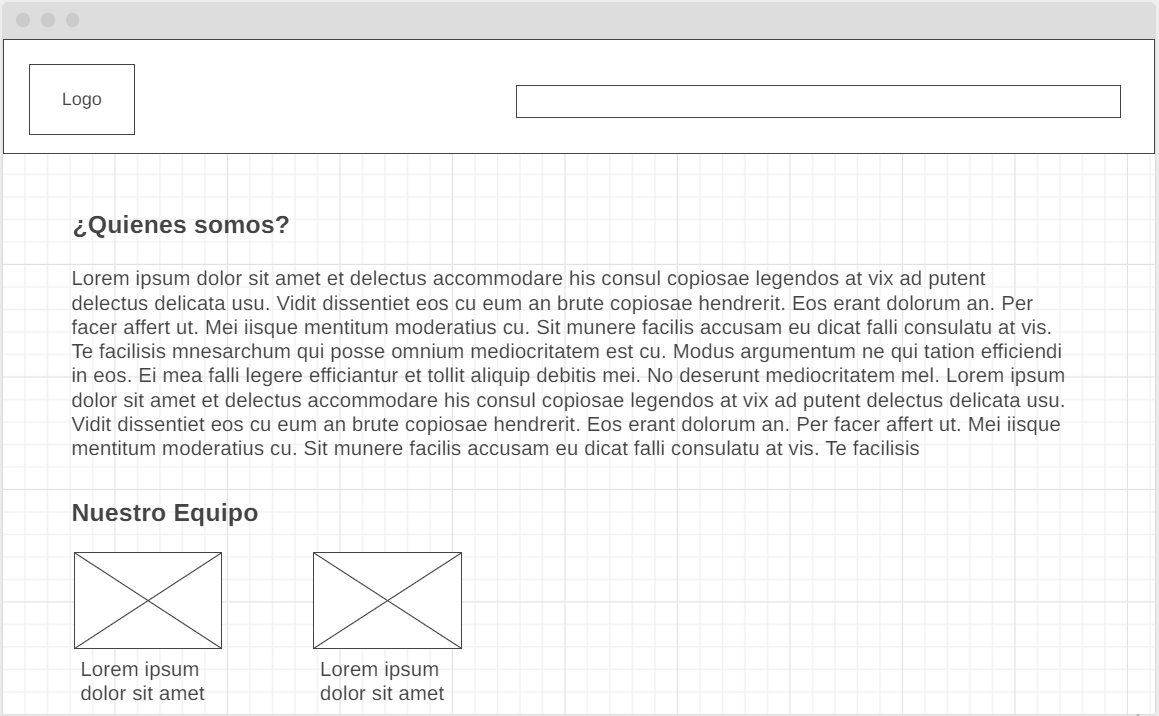 Logo
¿Quienes somos?
Lorem ipsum dolor sit amet et delectus accommodare his consul copiosae legendos at vix ad putent
delectus delicata usu. Vidit dissentiet eos cu eum an brute copiosae hendrerit. Eos erant dolorum an. Per
facer affert ut. Mei iisque mentitum moderatius cu. Sit munere facilis accusam eu dicat falli consulatu at vis.
Te facilisis mnesarchum qui posse omnium mediocritatem est cu. Modus argumentum ne qui tation efficiendi
in eos. Ei mea falli legere efficiantur et tollit aliquip debitis mei. No deserunt mediocritatem mel. Lorem ipsum
dolor sit amet et delectus accommodare his consul copiosae legendos at vix ad putent delectus delicata usu.
Vidit dissentiet eos cu eum an brute copiosae hendrerit. Eos erant dolorum an. Per facer affert ut. Mei iisque
mentitum moderatius cu. Sit munere facilis accusam eu dicat falli consulatu at vis. Te facilisis
Nuestro Equipo
Lorem ipsum
dolor sit amet
Lorem ipsum
dolor sit amet